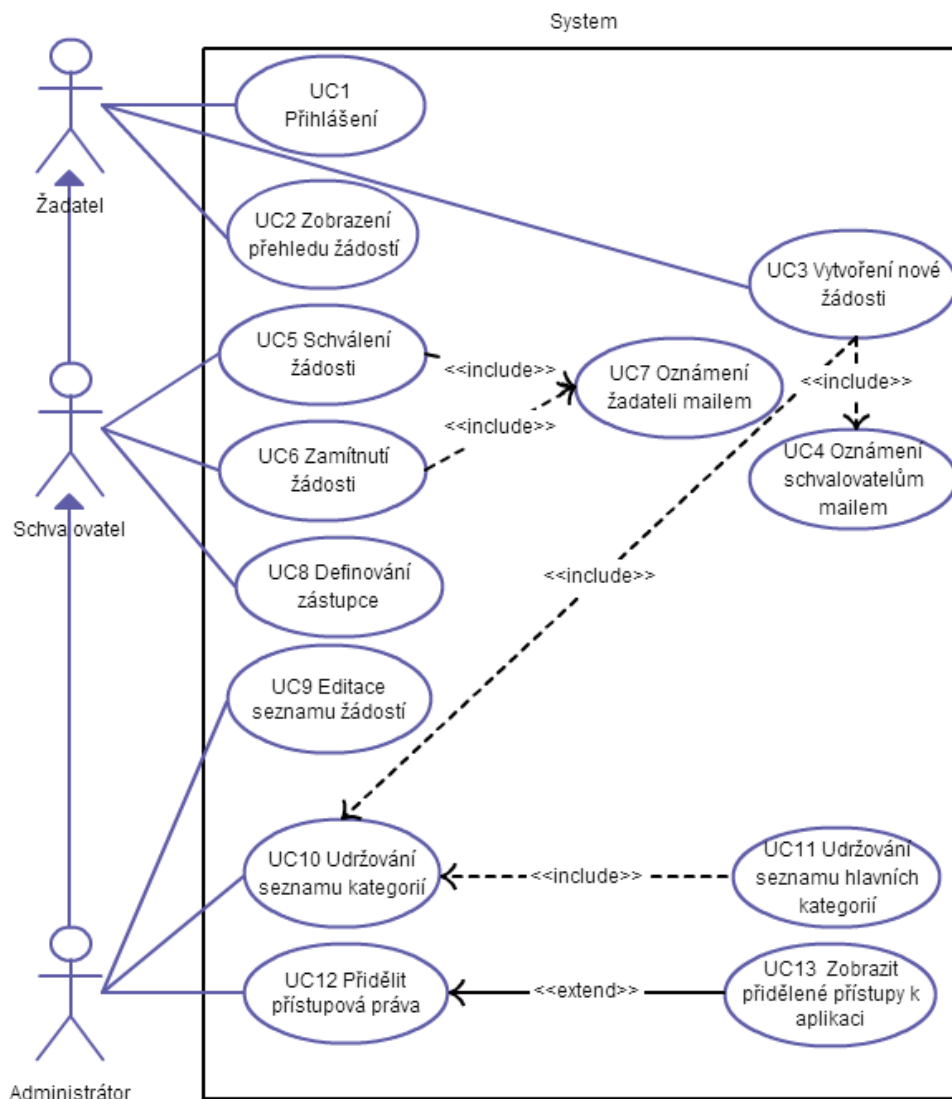 System
UC1
Přihlášení
Žadatel
UC2 Zobrazení
přehledu žádostí
UC3 Vytvoření nové
žádosti
UC5 Schválení
žádosti
<<include>>
UC7 Oznámení
žadateli mailem
<<include>>
<<include>>
UC6 Zamítnutí
žádosti
UC4 Oznámení
schvalovatelům
mailem
Schvalovatel
UC8 Definování
zástupce
<<include>>
UC9 Editace
seznamu žádostí
UC10 Udržování
seznamu kategorií
<<include>>
UC11 Udržování
seznamu hlavních
kategorií
UC12 Přidělit
přístupová práva
<<extend>>
UC13 Zobrazit
přidělené přístupy k
aplikaci
Administrátor